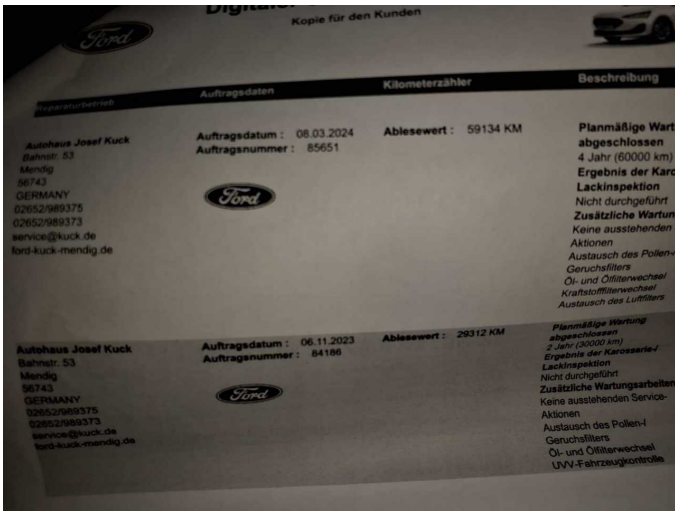 Kopie für den Kunden
Ford
Reparaturbetrieb
Auftragsdaten
Kilometerzähler
Beschreibung
Autohaus Josef Kuck
Bahnstr. 53
Mendig
56743
GERMANY
02652/989375
02652/989373
service@kuck.de
ford-kuck-mendig.de
Auftragsdatum : 08.03.2024
Auftragsnummer : 85651
Ford
Ablesewert : 59134 KM
Planmäßige Wart
abgeschlossen
4 Jahr (60000 km)
Ergebnis der Karo
Lackinspektion
Nicht durchgeführt
Zusätzliche Wartun
Keine ausstehenden
Aktionen
Austausch des Pollen-/
Geruchsfilters
Öl- und Ölfilterwechsel
Kraftstofffilterwechsel
Austausch des Luftfilters
Autohaus Josef Kuck
Bahnstr. 53
Mendig
56743
GERMANY
02652/989375
02652/989373
service@kuck.de
ford-kuck-mendig.de
Auftragsdatum : 06.11.2023
Auftragsnummer : 84186
Ford
Ablesewert : 29312 KM
Planmäßige Wartung
abgeschlossen
2 Jahr (30000 km)
Ergebnis der Karosserie-/
Lackinspektion
Nicht durchgeführt
Zusätzliche Wartungsarbeiten
Keine ausstehenden Service-
Aktionen
Austausch des Pollen-/
Geruchsfilters
Öl- und Ölfilterwechsel
UVV-Fahrzeugkontrolle